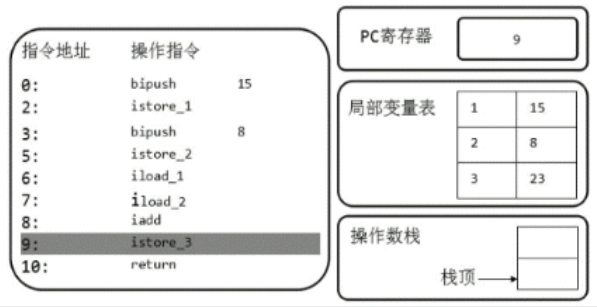 指令地址 操作指令
0: bipush 15
2: istore_1
3: bipush 8
5: istore_2
6: iload_1
7: iload_2
8: iadd
9: istore_3
10: return
PC寄存器 9
局部变量表
1 15
2 8
3 23
操作数栈
栈顶